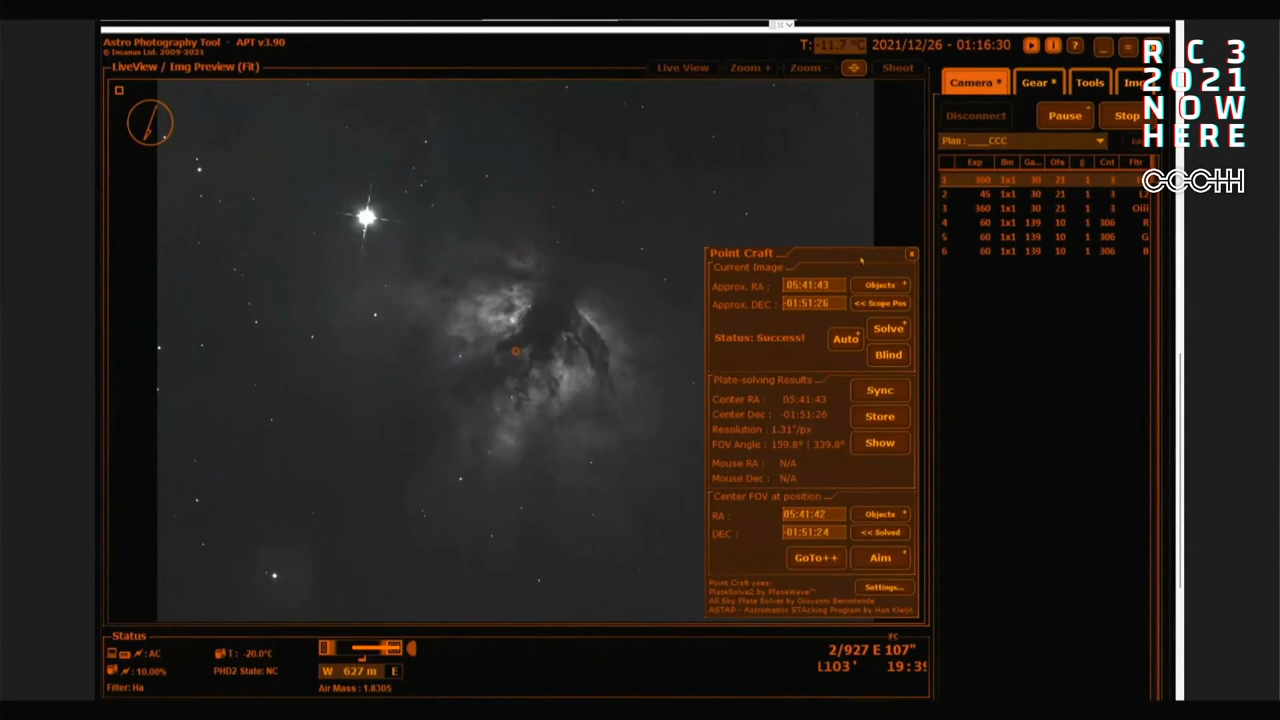 Astro Photography Tool - APT v3.90
© Incanus Ltd. 2009-2021
T: -11.7 °C 2021/12/26 - 01:16:30
LiveView / Img Preview (Fit)
Live View Zoom + Zoom - Shoot
Camera * Gear * Tools Im
Disconnect Pause Stop
Plan : ____CCC
Exp Bin Ga... Ofs || Cnt Fltr
1 360 1x1 30 21 1 3
2 45 1x1 30 21 1 3
3 360 1x1 30 21 1 3 Oiii
4 60 1x1 139 10 1 306 R
5 60 1x1 139 10 1 306 G
6 60 1x1 139 10 1 306 B
RC3
2021
NOW
HERE
CCCHH
Point Craft x
Current Image
Approx. RA : 05:41:43 Objects
Approx. DEC : -01:51:26 << Scope Pos
Status: Success! Auto Solve
Blind
Plate-solving Results
Sync
Center RA : 05:41:43
Center Dec : -01:51:26 Store
Resolution : 1.31"/px
FOV Angle : 159.8° | 339.8° Show
Mouse RA : N/A
Mouse Dec : N/A
Center FOV at position
RA : 05:41:42 Objects
DEC : -01:51:24 << Solved
GoTo++ Aim
Point Craft uses: Settings...
PlateSolve2 by PlaneWave™
All Sky Plate Solver by Giovanni Benintende
ASTAP - Astrometric STAcking Program by Han Kleijn
Status
: AC T : -20.0°C
: 10.00% PHD2 State: NC W 627 m E
Filter: Ha Air Mass : 1.8305
FC
2/927 E 107"
L103' 19:39